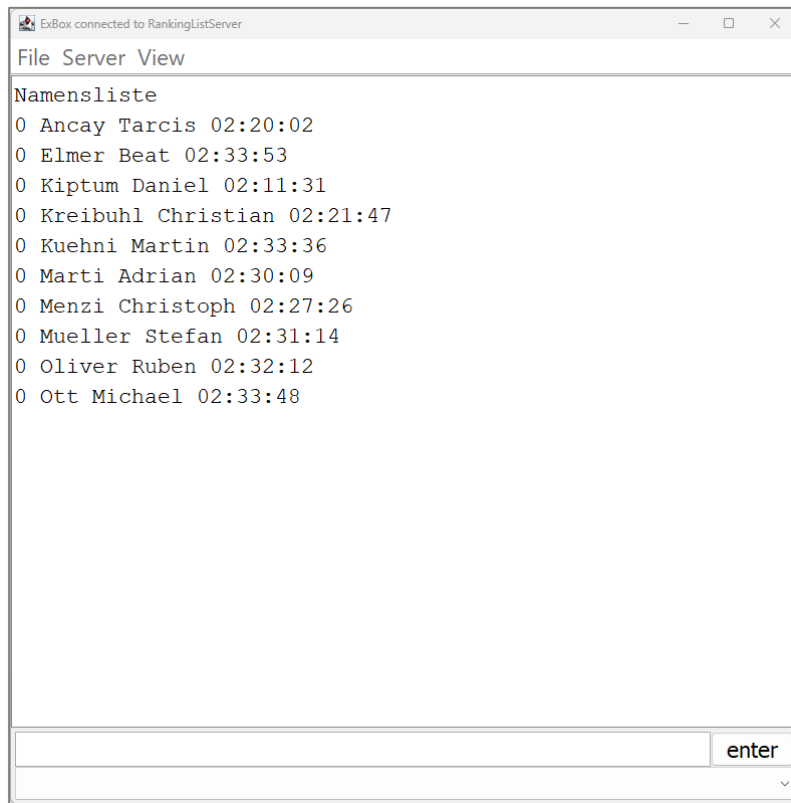 ExBox connected to RankingListServer
File Server View
Namensliste
0 Ancay Tarcis 02:20:02
0 Elmer Beat 02:33:53
0 Kiptum Daniel 02:11:31
0 Kreibuhl Christian 02:21:47
0 Kuehni Martin 02:33:36
0 Marti Adrian 02:30:09
0 Menzi Christoph 02:27:26
0 Mueller Stefan 02:31:14
0 Oliver Ruben 02:32:12
0 Ott Michael 02:33:48
enter